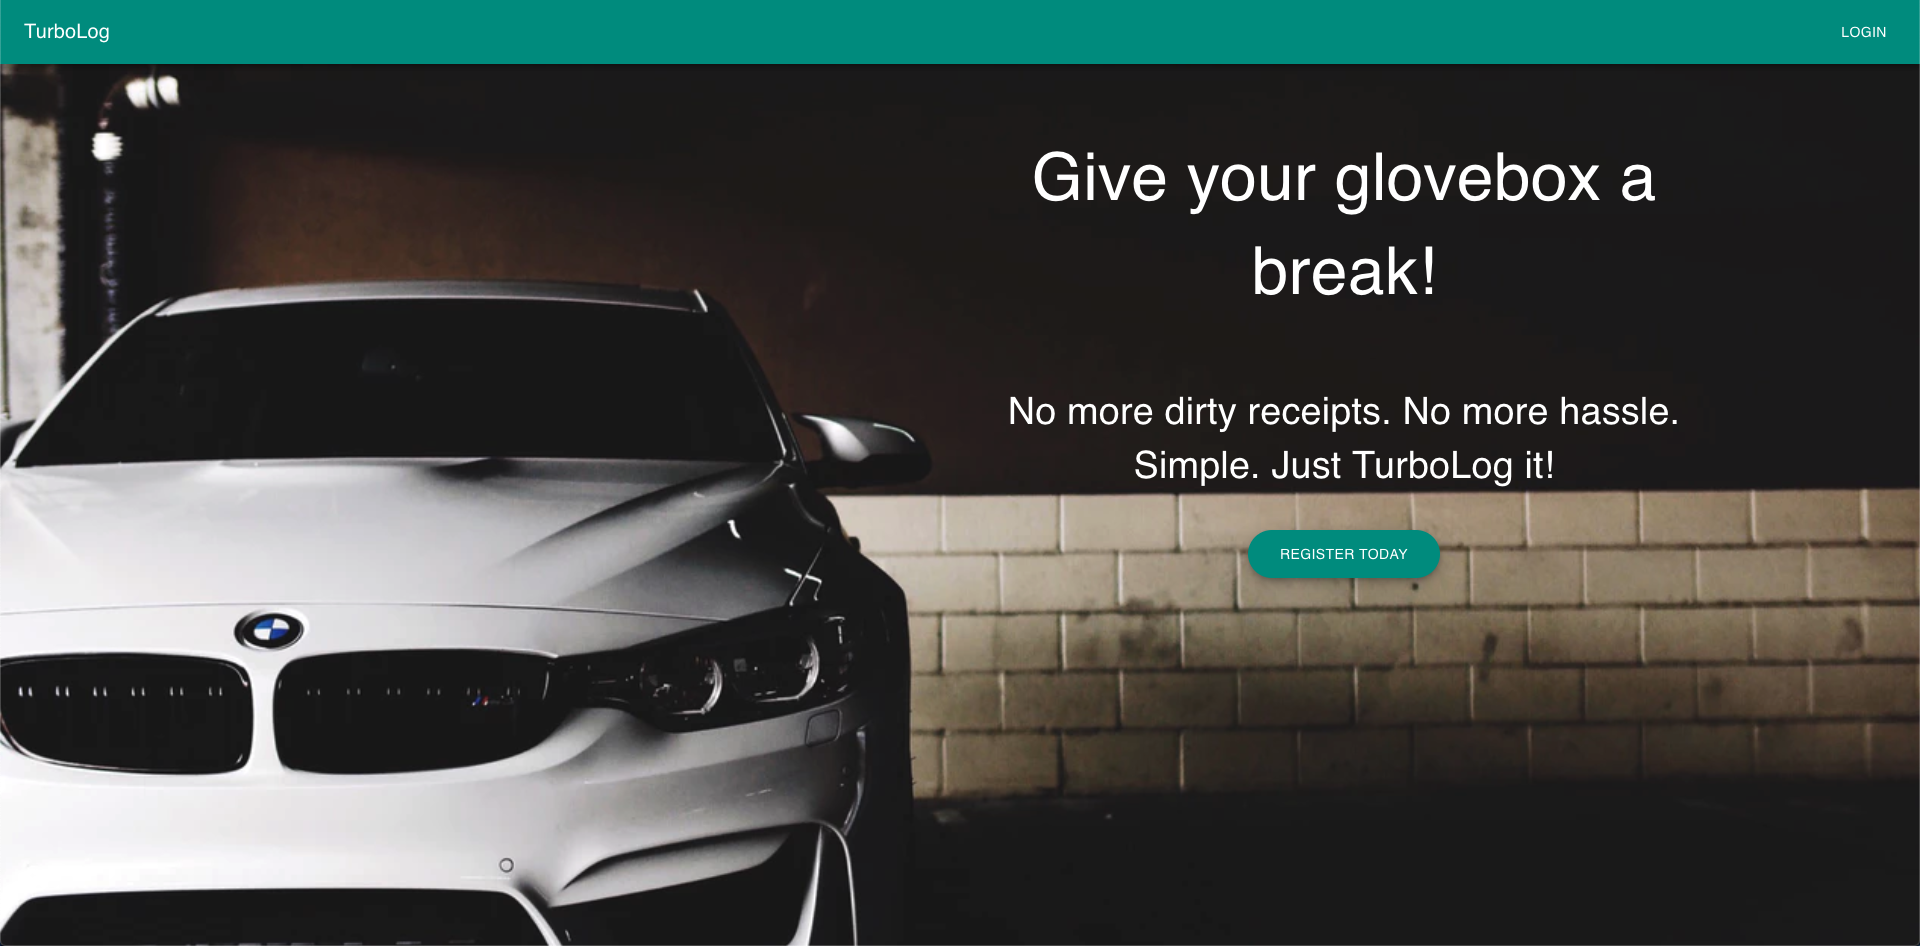 TurboLog
LOGIN
Give your glovebox a
break!
No more dirty receipts. No more hassle.
Simple. Just TurboLog it!
REGISTER TODAY